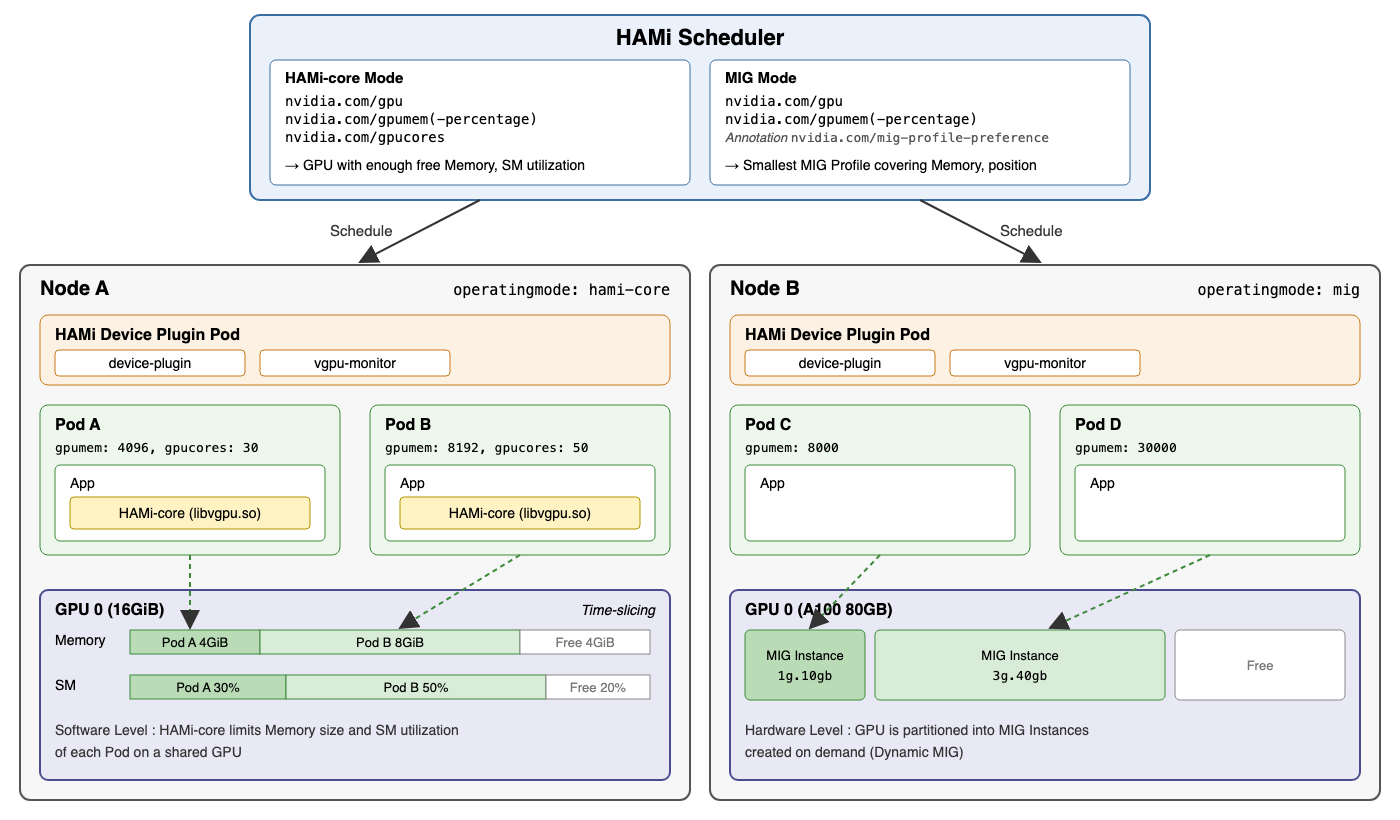 HAMi Scheduler
HAMi-core Mode
nvidia.com/gpu
nvidia.com/gpumem(-percentage)
nvidia.com/gpucores
→ GPU with enough free Memory, SM utilization
MIG Mode
nvidia.com/gpu
nvidia.com/gpumem(-percentage)
Annotation nvidia.com/mig-profile-preference
→ Smallest MIG Profile covering Memory, position
Schedule
Schedule
Node A
operatingmode: hami-core
HAMi Device Plugin Pod
device-plugin
vgpu-monitor
Pod A
gpumem: 4096, gpucores: 30
App
HAMi-core (libvgpu.so)
Pod B
gpumem: 8192, gpucores: 50
App
HAMi-core (libvgpu.so)
GPU 0 (16GiB)
Time-slicing
Memory
Pod A 4GiB
Pod B 8GiB
Free 4GiB
SM
Pod A 30%
Pod B 50%
Free 20%
Software Level : HAMi-core limits Memory size and SM utilization
of each Pod on a shared GPU
Node B
operatingmode: mig
HAMi Device Plugin Pod
device-plugin
vgpu-monitor
Pod C
gpumem: 8000
App
Pod D
gpumem: 30000
App
GPU 0 (A100 80GB)
MIG Instance
1g.10gb
MIG Instance
3g.40gb
Free
Hardware Level : GPU is partitioned into MIG Instances
created on demand (Dynamic MIG)